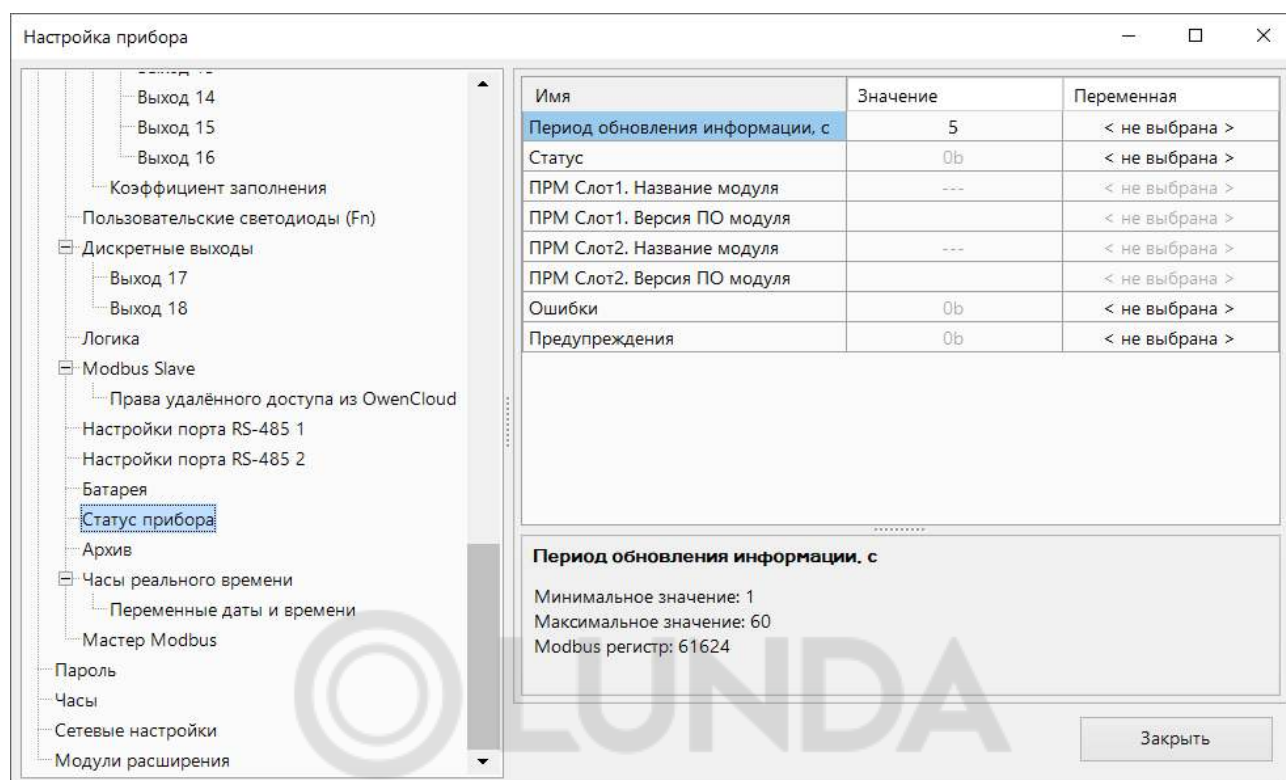 Настройка прибора
Выход 14
Выход 15
Выход 16
Коэффициент заполнения
Пользовательские светодиоды (Fn)
Дискретные выходы
Выход 17
Выход 18
Логика
Modbus Slave
Права удалённого доступа из OwenCloud
Настройки порта RS-485 1
Настройки порта RS-485 2
Батарея
Статус прибора
Архив
Часы реального времени
Переменные даты и времени
Мастер Modbus
Пароль
Часы
Сетевые настройки
Модули расширения
Имя Значение Переменная
Период обновления информации, с 5 < не выбрана >
Статус 0b < не выбрана >
ПРМ Слот1. Название модуля --- < не выбрана >
ПРМ Слот1. Версия ПО модуля < не выбрана >
ПРМ Слот2. Название модуля --- < не выбрана >
ПРМ Слот2. Версия ПО модуля < не выбрана >
Ошибки 0b < не выбрана >
Предупреждения 0b < не выбрана >
Период обновления информации, с
Минимальное значение: 1
Максимальное значение: 60
Modbus регистр: 61624
LUNDA
Закрыть